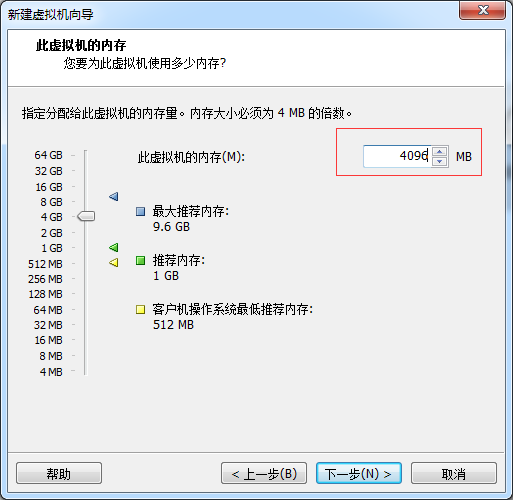 新建虚拟机向导
此虚拟机的内存
您要为此虚拟机使用多少内存?
指定分配给此虚拟机的内存量。内存大小必须为 4 MB 的倍数。
64 GB
32 GB
16 GB
8 GB
4 GB
2 GB
1 GB
512 MB
256 MB
128 MB
64 MB
32 MB
16 MB
8 MB
4 MB
此虚拟机的内存(M):
4096 MB
最大推荐内存:
9.6 GB
推荐内存:
1 GB
客户机操作系统最低推荐内存:
512 MB
帮助
< 上一步(B)
下一步(N) >
取消